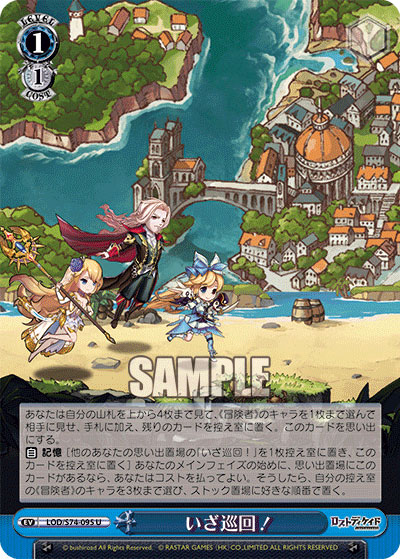 LEVEL
1
1
COST
SAMPLE
あなたは自分の山札を上から4枚まで見て、《冒険者》のキャラを1枚まで選んで
相手に見せ、手札に加え、残りのカードを控え室に置く。このカードを思い出
にする。
記憶 [他のあなたの思い出置場の「いざ巡回!」を1枚控え室に置き、この
カードを控え室に置く] あなたのメインフェイズの始めに、思い出置場にこの
カードがあるなら、あなたはコストを払ってよい。そうしたら、自分の控え室の
《冒険者》のキャラを3枚まで選び、ストック置場に好きな順番で置く。
EV
LOD/S74-095 U
いざ巡回!
ロストディケイド
© bushiroad All Rights Reserved. © RASTAR GAMES (HK) CO.,LIMITED ALL RIGHTS RESERVED.